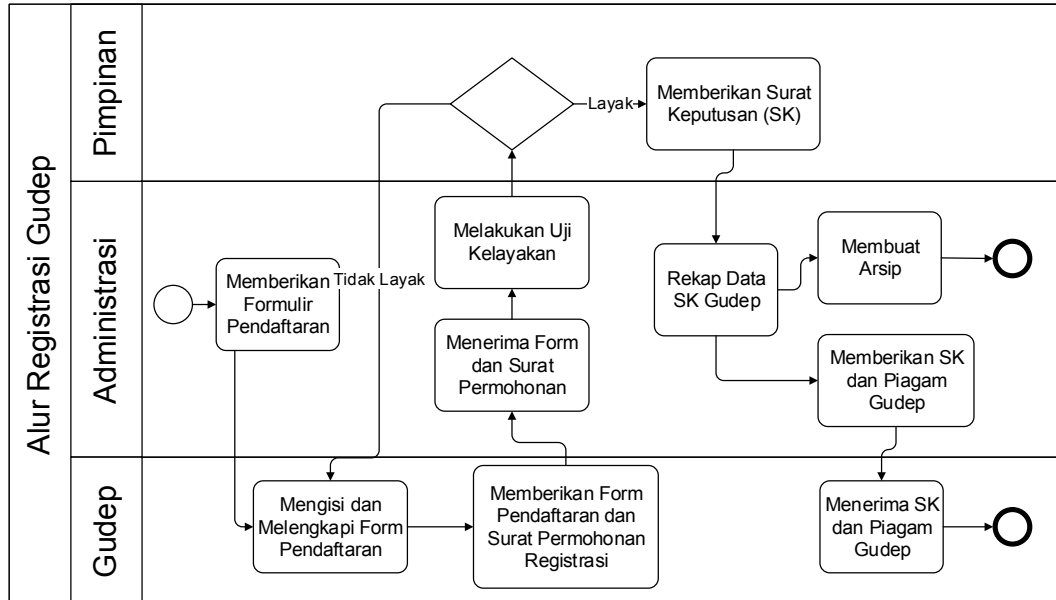 Alur Registrasi Gudep
Pimpinan
Layak
Memberikan Surat
Keputusan (SK)
Administrasi
Memberikan
Formulir
Pendaftaran
Tidak Layak
Melakukan Uji
Kelayakan
Menerima Form
dan Surat
Permohonan
Rekap Data
SK Gudep
Membuat
Arsip
Memberikan SK
dan Piagam
Gudep
Gudep
Mengisi dan
Melengkapi Form
Pendaftaran
Memberikan Form
Pendaftaran dan
Surat Permohonan
Registrasi
Menerima SK
dan Piagam
Gudep